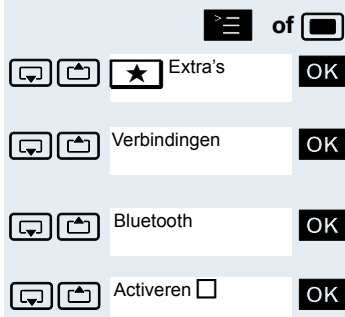 of
Extra's OK
Verbindingen OK
Bluetooth OK
Activeren OK